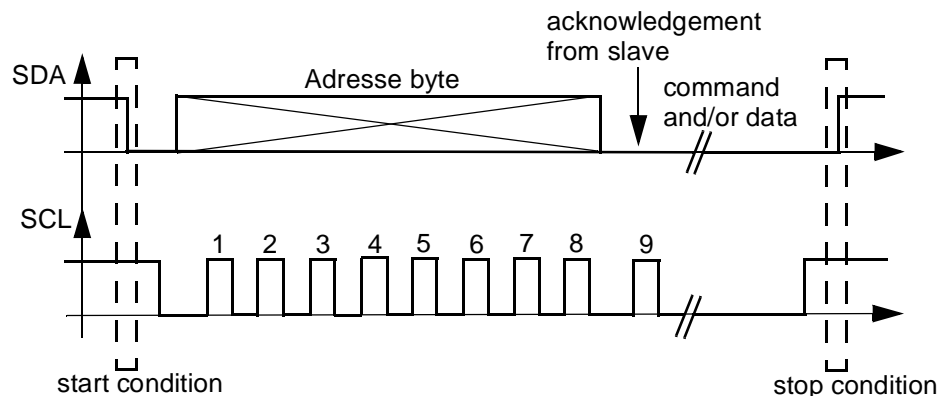 acknowledgement
from slave
SDA
Adresse byte
command
and/or data
SCL
1 2 3 4 5 6 7 8 9
start condition
stop condition